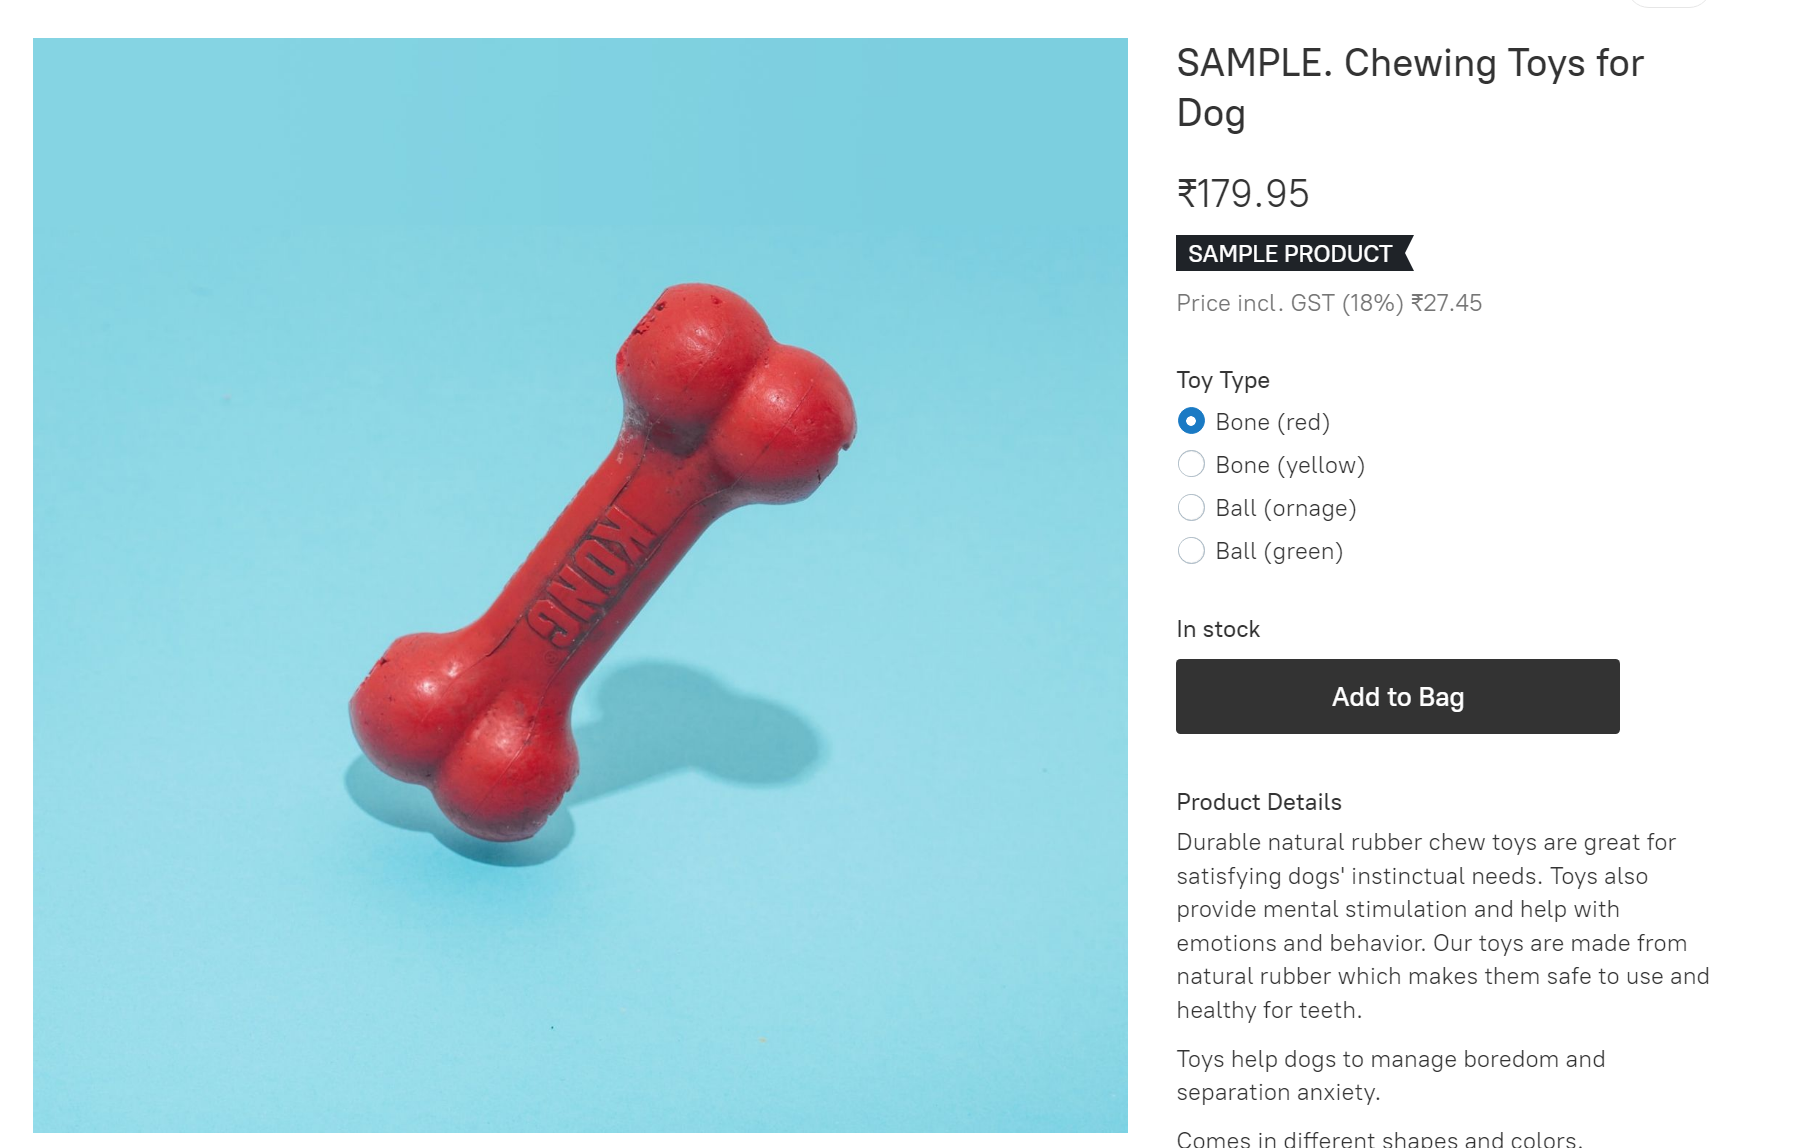 SAMPLE. Chewing Toys for
Dog
₹179.95
SAMPLE PRODUCT
Price incl. GST (18%) ₹27.45
Toy Type
Bone (red)
Bone (yellow)
Ball (ornage)
Ball (green)
In stock
Add to Bag
Product Details
Durable natural rubber chew toys are great for
satisfying dogs' instinctual needs. Toys also
provide mental stimulation and help with
emotions and behavior. Our toys are made from
natural rubber which makes them safe to use and
healthy for teeth.
Toys help dogs to manage boredom and
separation anxiety.
Comes in different shapes and colors.
KONG